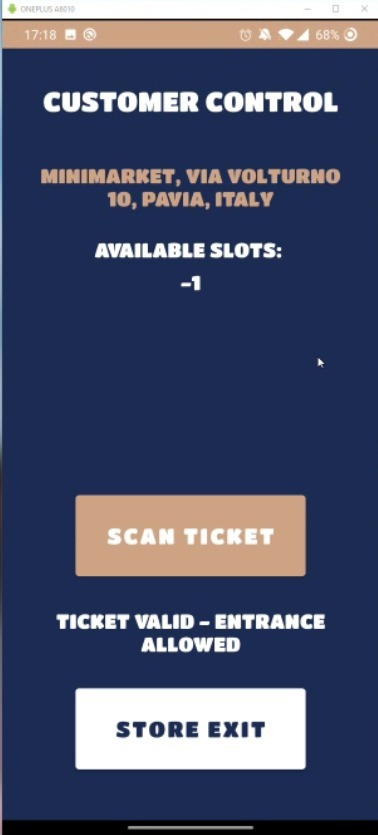 ONEPLUS A6010
17:18 68%
CUSTOMER CONTROL
MINIMARKET, VIA VOLTURNO
10, PAVIA, ITALY
AVAILABLE SLOTS:
-1
SCAN TICKET
TICKET VALID - ENTRANCE
ALLOWED
STORE EXIT